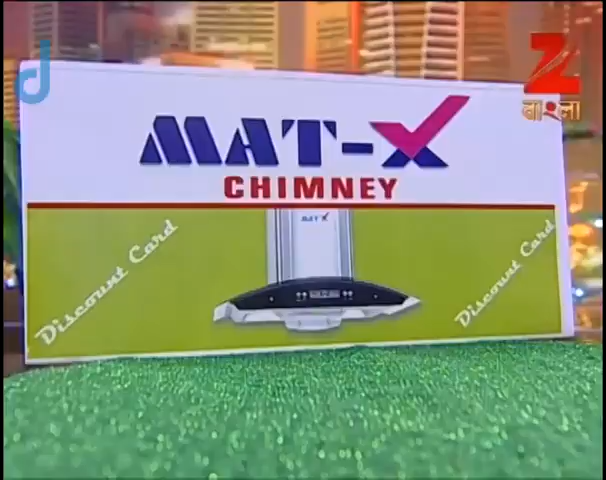 Z
বাংলা
MAT-X
CHIMNEY
MAT-X
Discount Card
Discount Card